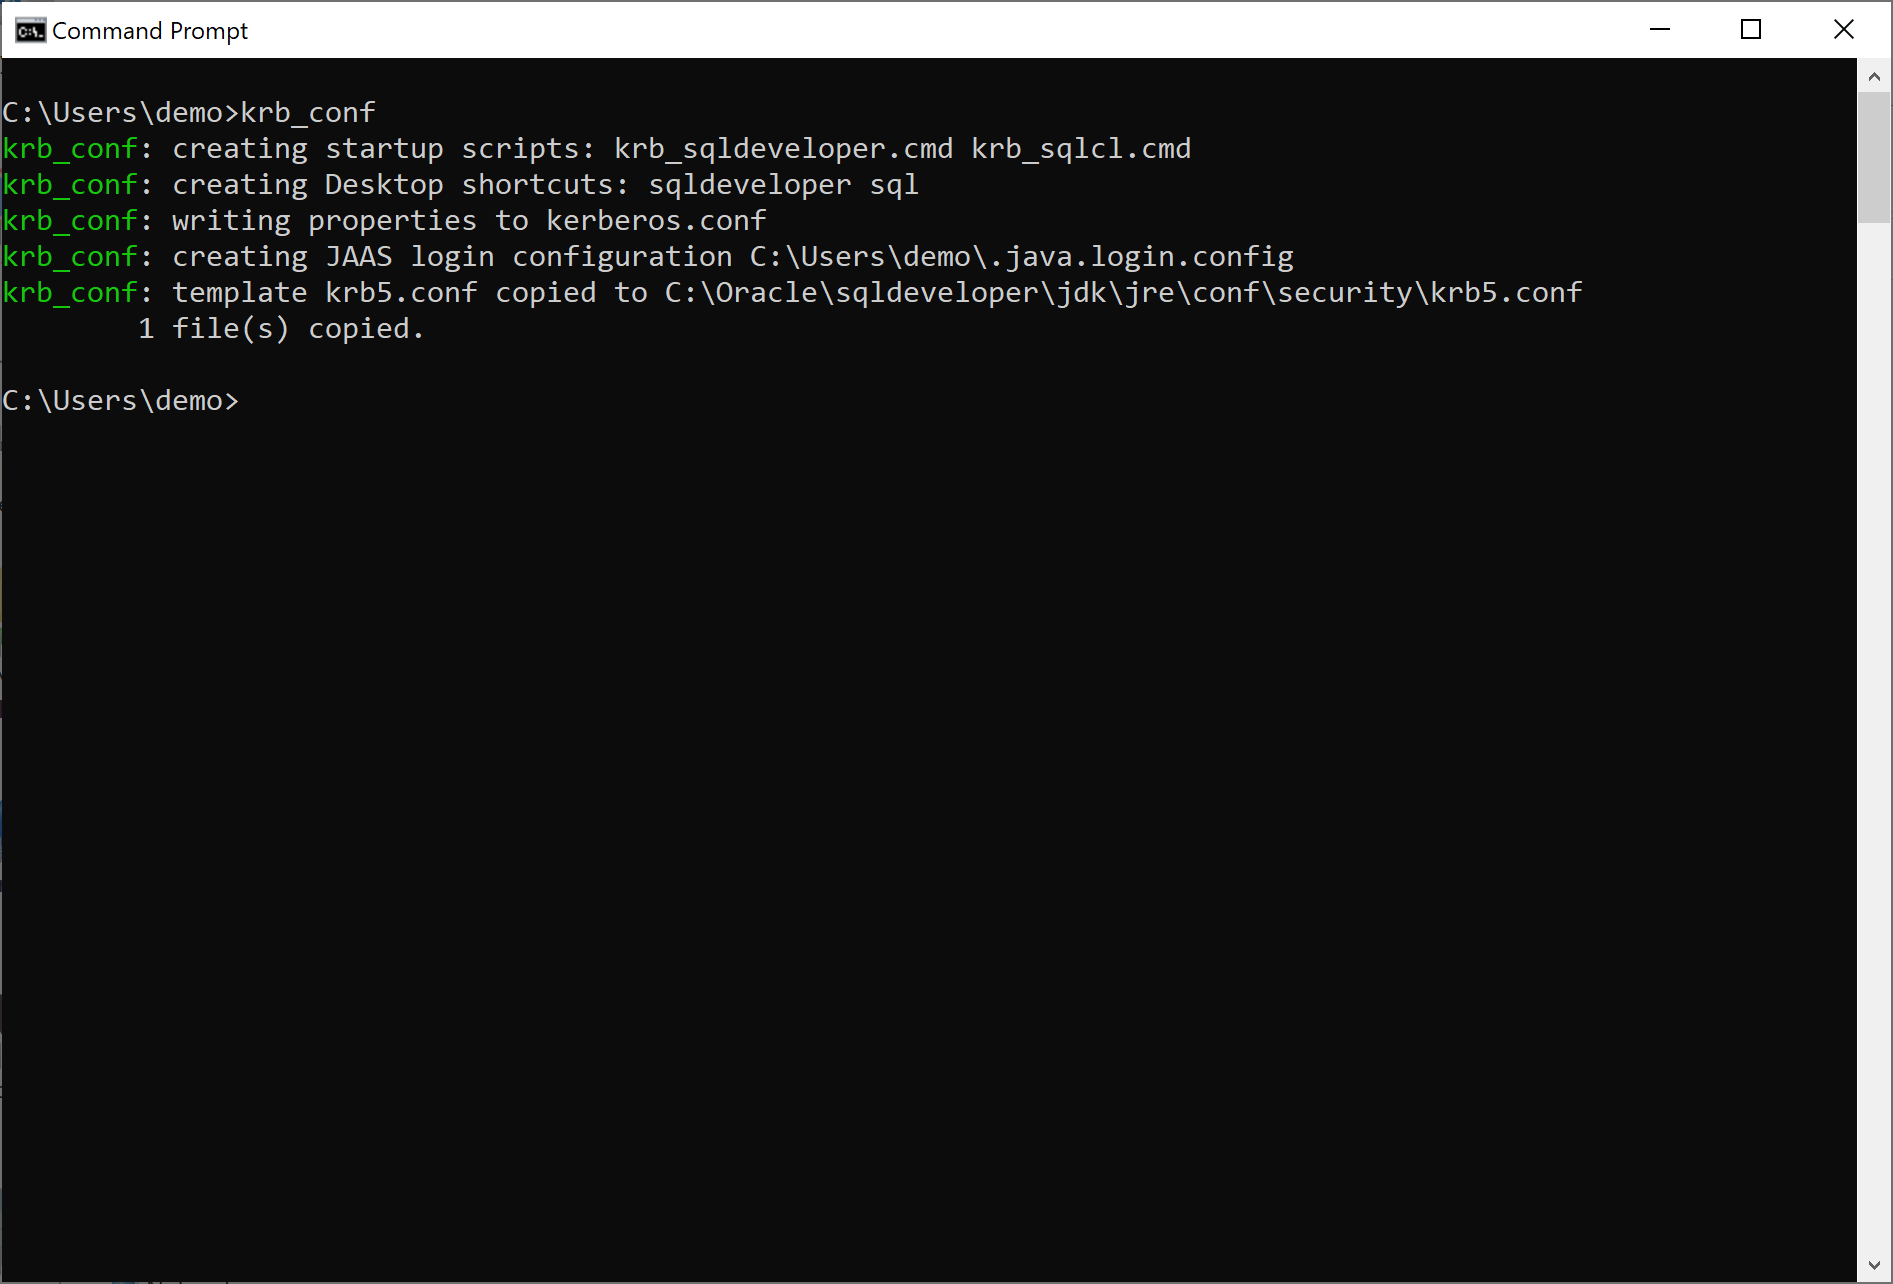 Command Prompt
C:\Users\demo>krb_conf
krb_conf: creating startup scripts: krb_sqldeveloper.cmd krb_sqlcl.cmd
krb_conf: creating Desktop shortcuts: sqldeveloper sql
krb_conf: writing properties to kerberos.conf
krb_conf: creating JAAS login configuration C:\Users\demo\.java.login.config
krb_conf: template krb5.conf copied to C:\Oracle\sqldeveloper\jdk\jre\conf\security\krb5.conf
        1 file(s) copied.
C:\Users\demo>